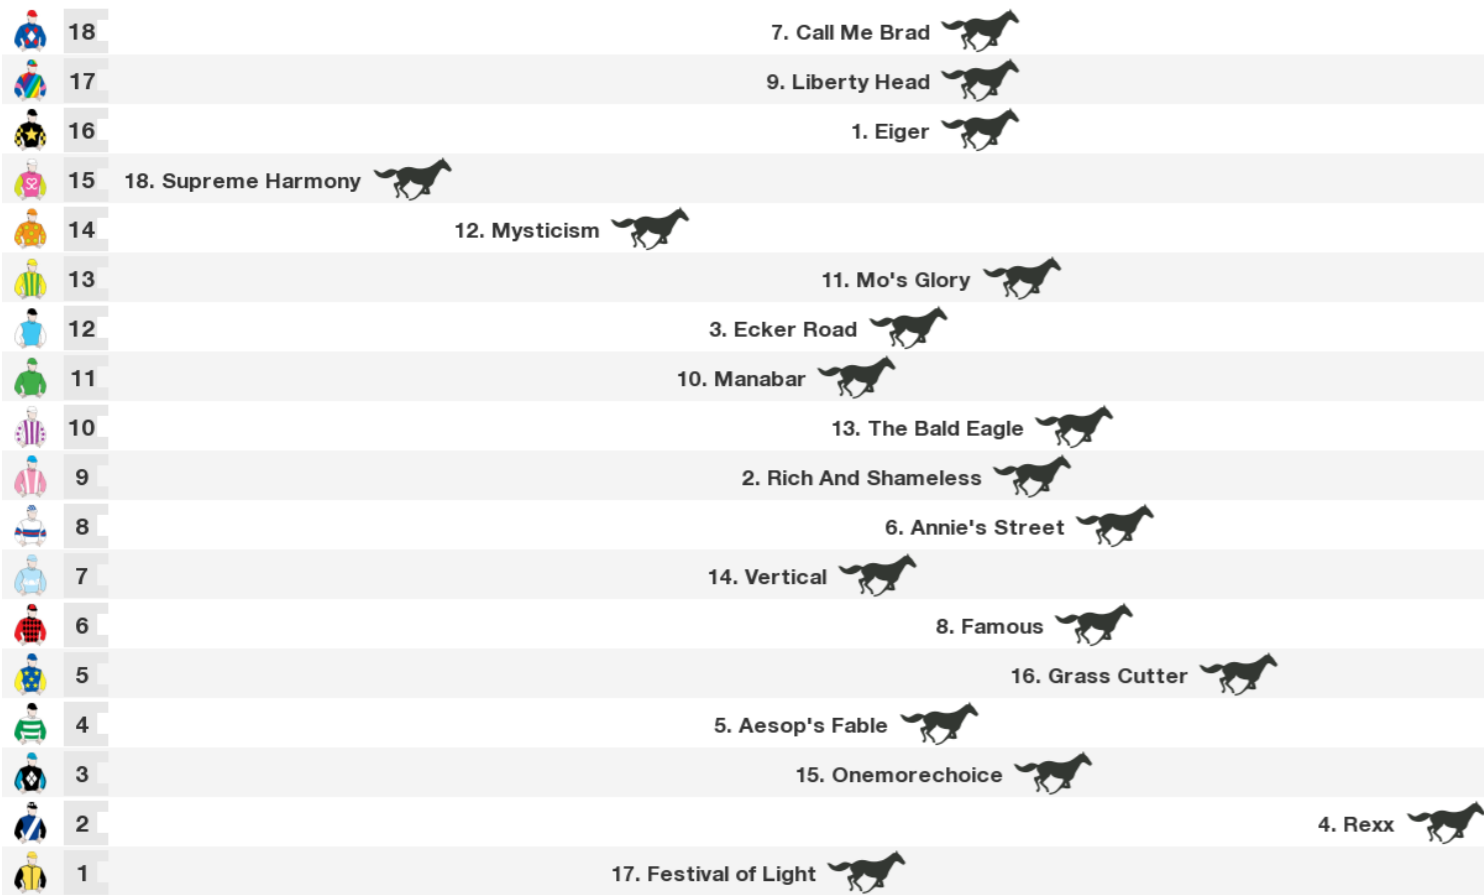 18 7. Call Me Brad
17 9. Liberty Head
16 1. Eiger
15 18. Supreme Harmony
14 12. Mysticism
13 11. Mo's Glory
12 3. Ecker Road
11 10. Manabar
10 13. The Bald Eagle
9 2. Rich And Shameless
8 6. Annie's Street
7 14. Vertical
6 8. Famous
5 16. Grass Cutter
4 5. Aesop's Fable
3 15. Onemorechoice
2 4. Rexx
1 17. Festival of Light